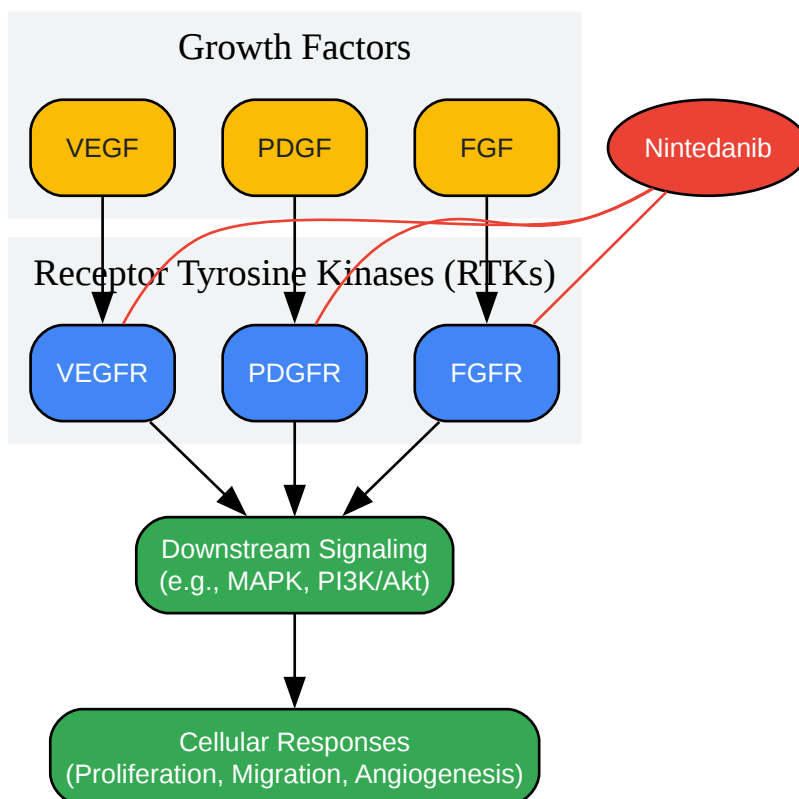 Growth Factors
VEGF
PDGF
FGF
Nintedanib
Receptor Tyrosine Kinases (RTKs)
VEGFR
PDGFR
FGFR
Downstream Signaling
(e.g., MAPK, PI3K/Akt)
Cellular Responses
(Proliferation, Migration, Angiogenesis)